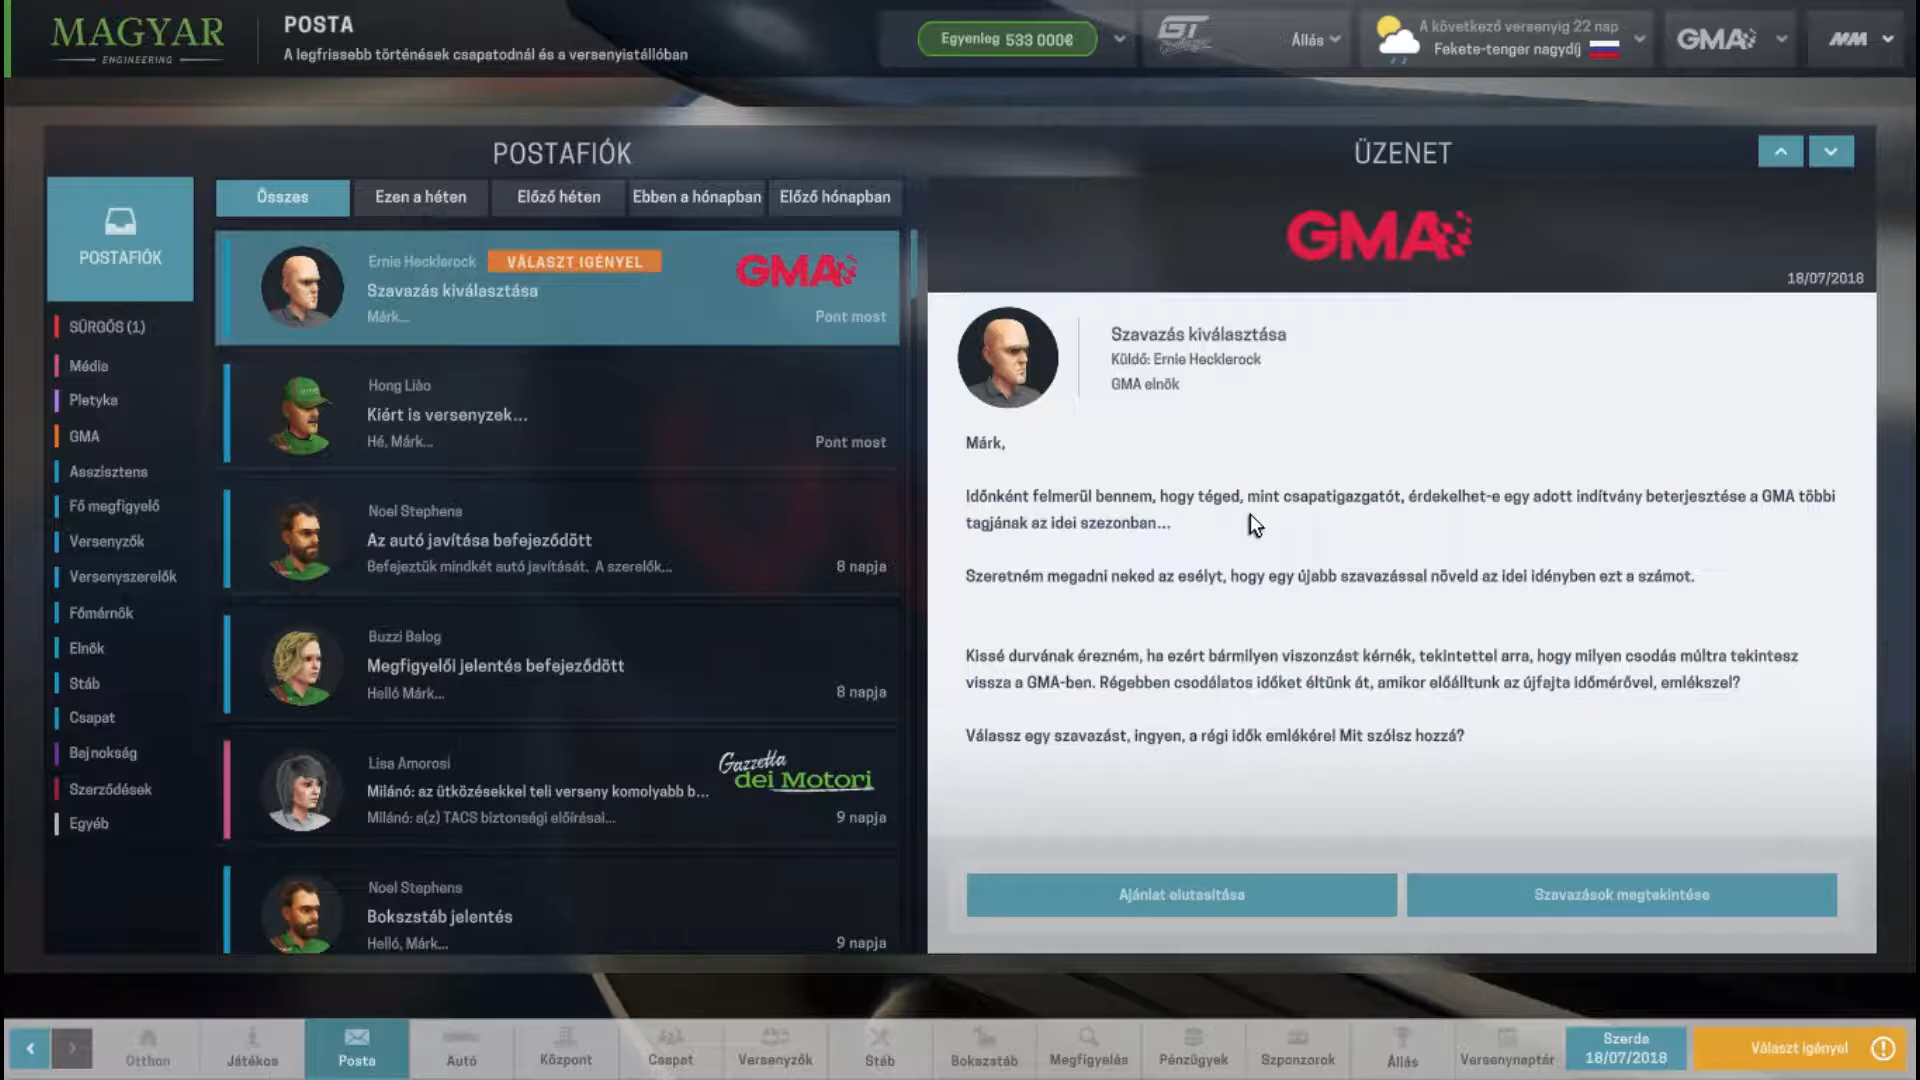 MAGYAR
ENGINEERING
POSTA
A legfrissebb történések csapatodnál és a versenyistállóban
Egyenleg 533 000€
GT
Állás
A következő versenyig 22 nap
Fekete-tenger nagydíj
GMA
MM
POSTAFIÓK
ÜZENET
POSTAFIÓK
SÜRGŐS (1)
Média
Pletyka
GMA
Asszisztens
Fő megfigyelő
Versenyzők
Versenyszerelők
Főmérnök
Elnök
Stáb
Csapat
Bajnokság
Szerződések
Egyéb
Összes
Ezen a héten
Előző héten
Ebben a hónapban
Előző hónapban
Ernie Hecklerock
VÁLASZT IGÉNYEL
Szavazás kiválasztása
Márk...
GMA
Pont most
Hong Liào
Kiért is versenyzek...
Hé, Márk...
Pont most
Noel Stephens
Az autó javítása befejeződött
Befejeztük mindkét autó javítását. A szerelők...
8 napja
Buzzi Balog
Megfigyelői jelentés befejeződött
Helló Márk...
8 napja
Lisa Amorosi
Milánó: az ütközésekkel teli verseny komolyabb b...
Milánó: a(z) TACS biztonsági előírásal...
Gazzetta
dei Motori
9 napja
Noel Stephens
Bokszstáb jelentés
Helló, Márk...
9 napja
GMA
18/07/2018
Szavazás kiválasztása
Küldő: Ernie Hecklerock
GMA elnök
Márk,
Időnként felmerül bennem, hogy téged, mint csapatigazgatót, érdekelhet-e egy adott indítvány beterjesztése a GMA többi
tagjának az idei szezonban...
Szeretném megadni neked az esélyt, hogy egy újabb szavazással növeld az idei idényben ezt a számot.
Kissé durvának érezném, ha ezért bármilyen viszonzást kérnék, tekintettel arra, hogy milyen csodás múltra tekintesz
vissza a GMA-ben. Régebben csodálatos időket éltünk át, amikor előálltunk az újfajta időmérővel, emlékszel?
Válassz egy szavazást, ingyen, a régi idők emlékére! Mit szólsz hozzá?
Ajánlat elutasítása
Szavazások megtekintése
Otthon
Játékos
Posta
Autó
Központ
Csapat
Versenyzők
Stáb
Bokszstáb
Megfigyelés
Pénzügyek
Szponzorok
Állás
Versenynaptár
Szerda
18/07/2018
Választ igényel